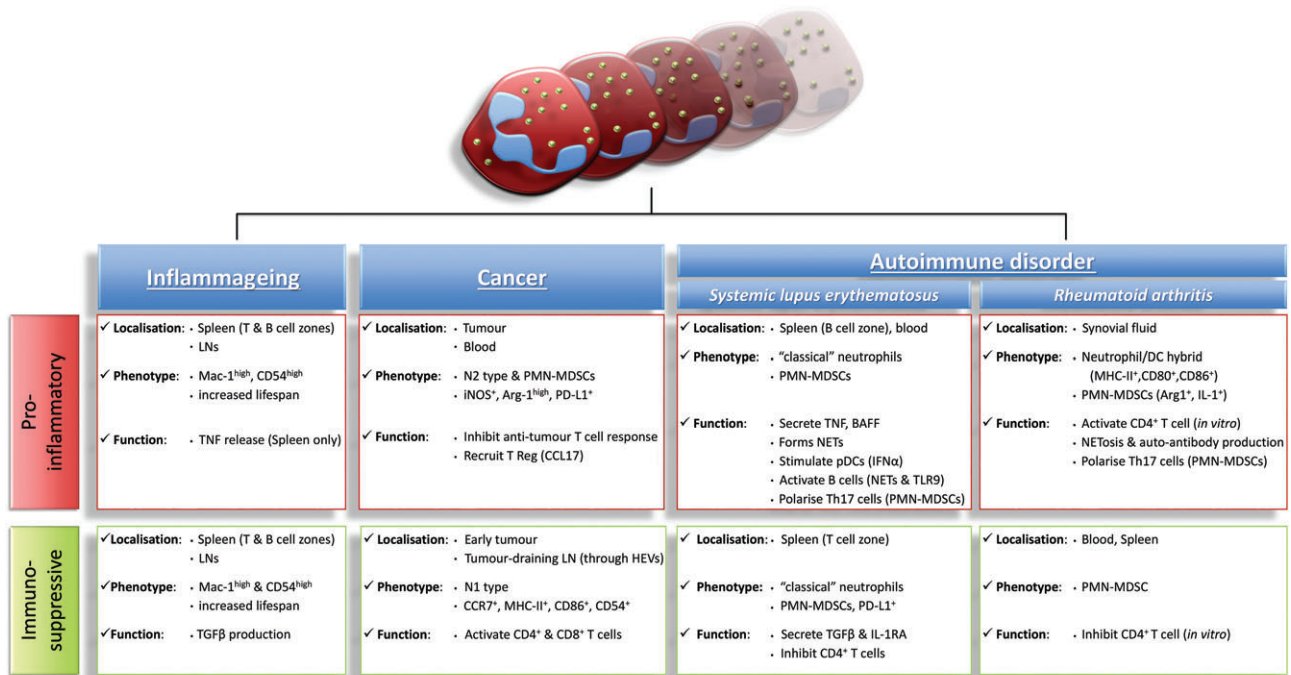 Inflammageing
Cancer
Autoimmune disorder
Systemic lupus erythematosus
Rheumatoid arthritis
Pro-
inflammatory
✓ Localisation: · Spleen (T & B cell zones)
· LNs
✓ Phenotype: · Mac-1ʰⁱᵍʰ, CD54ʰⁱᵍʰ
· increased lifespan
✓ Function: · TNF release (Spleen only)
✓ Localisation: · Tumour
· Blood
✓ Phenotype: · N2 type & PMN-MDSCs
· iNOS⁺, Arg-1ʰⁱᵍʰ, PD-L1⁺
✓ Function: · Inhibit anti-tumour T cell response
· Recruit T Reg (CCL17)
✓ Localisation: · Spleen (B cell zone), blood
✓ Phenotype: · “classical” neutrophils
· PMN-MDSCs
✓ Function: · Secrete TNF, BAFF
· Forms NETs
· Stimulate pDCs (IFNα)
· Activate B cells (NETs & TLR9)
· Polarise Th17 cells (PMN-MDSCs)
✓ Localisation: · Synovial fluid
✓ Phenotype: · Neutrophil/DC hybrid
(MHC-II⁺,CD80⁺,CD86⁺)
· PMN-MDSCs (Arg1⁺, IL-1⁺)
✓ Function: · Activate CD4⁺ T cell (in vitro)
· NETosis & auto-antibody production
· Polarise Th17 cells (PMN-MDSCs)
Immuno-
suppressive
✓ Localisation: · Spleen (T & B cell zones)
· LNs
✓ Phenotype: · Mac-1ʰⁱᵍʰ & CD54ʰⁱᵍʰ
· increased lifespan
✓ Function: · TGFβ production
✓ Localisation: · Early tumour
· Tumour-draining LN (through HEVs)
✓ Phenotype: · N1 type
· CCR7⁺, MHC-II⁺, CD86⁺, CD54⁺
✓ Function: · Activate CD4⁺ & CD8⁺ T cells
✓ Localisation: · Spleen (T cell zone)
✓ Phenotype: · “classical” neutrophils
· PMN-MDSCs, PD-L1⁺
✓ Function: · Secrete TGFβ & IL-1RA
· Inhibit CD4⁺ T cells
✓ Localisation: · Blood, Spleen
✓ Phenotype: · PMN-MDSC
✓ Function: · Inhibit CD4⁺ T cell (in vitro)